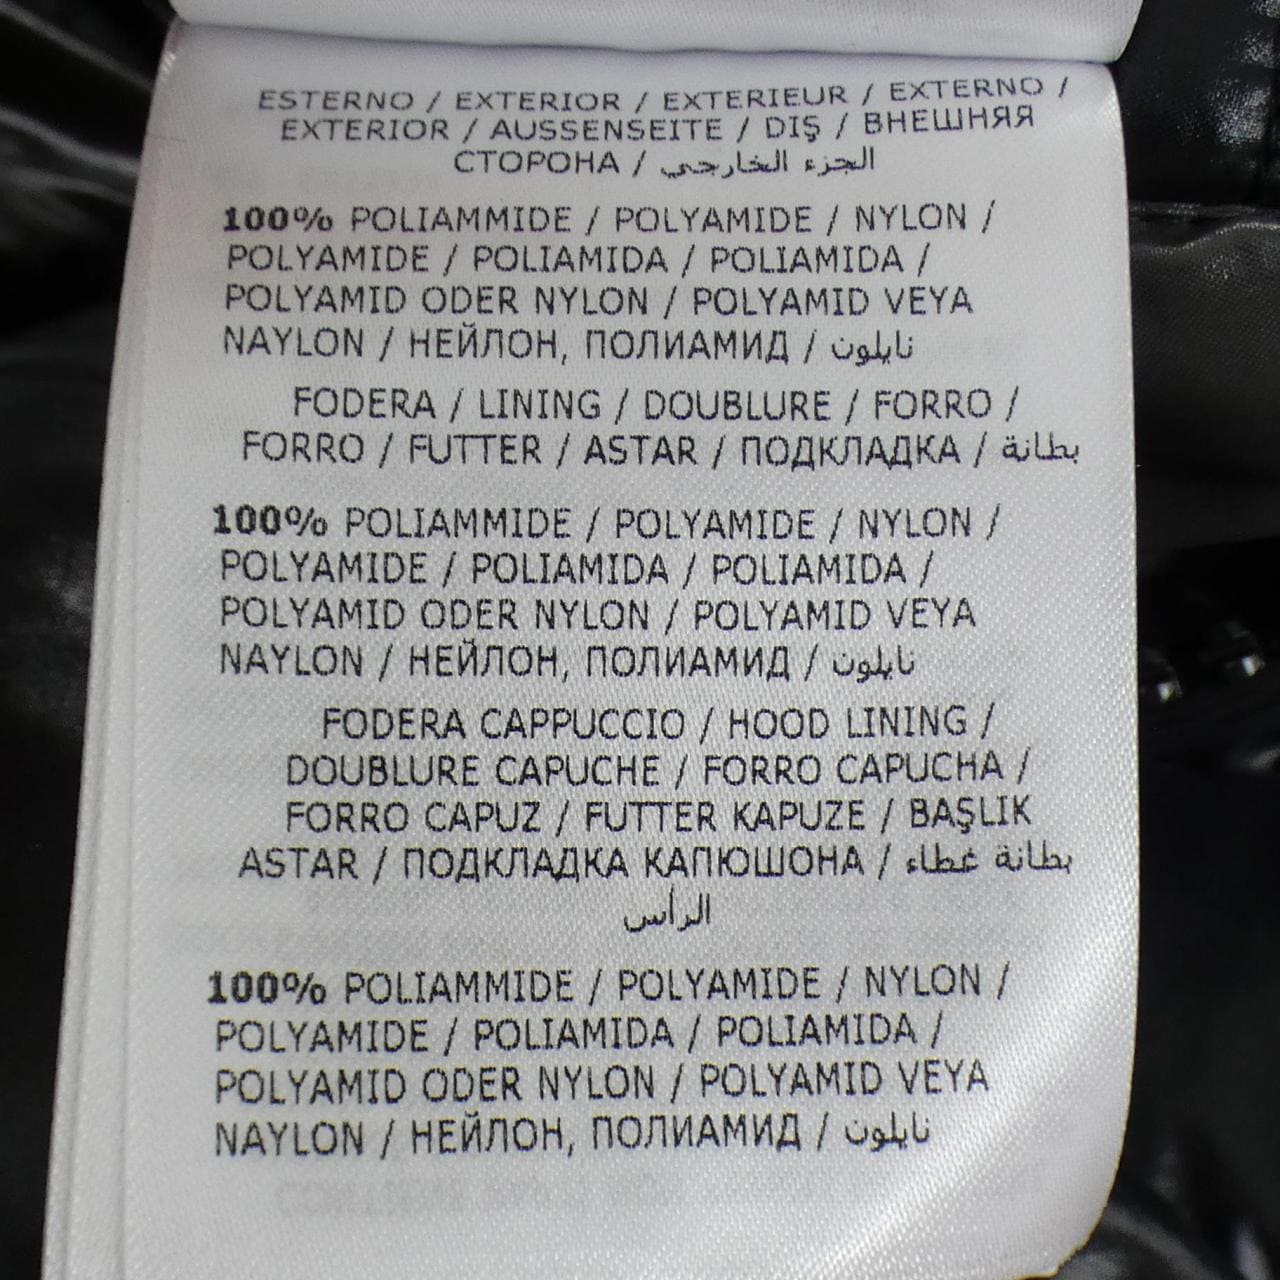 ESTERNO / EXTERIOR / EXTERIEUR / EXTERNO /
EXTERIOR / AUSSENSEITE / DIŞ / ВНЕШНЯЯ
СТОРОНА / الجزء الخارجي
100% POLIAMMIDE / POLYAMIDE / NYLON /
POLYAMIDE / POLIAMIDA / POLIAMIDA /
POLYAMID ODER NYLON / POLYAMID VEYA
NAYLON / НЕЙЛОН, ПОЛИАМИД / نايلون
FODERA / LINING / DOUBLURE / FORRO /
FORRO / FUTTER / ASTAR / ПОДКЛАДКА / بطانة
100% POLIAMMIDE / POLYAMIDE / NYLON /
POLYAMIDE / POLIAMIDA / POLIAMIDA /
POLYAMID ODER NYLON / POLYAMID VEYA
NAYLON / НЕЙЛОН, ПОЛИАМИД / نايلون
FODERA CAPPUCCIO / HOOD LINING /
DOUBLURE CAPUCHE / FORRO CAPUCHA /
FORRO CAPUZ / FUTTER KAPUZE / BAŞLIK
ASTAR / ПОДКЛАДКА КАПЮШОНА / بطانة غطاء
الرأس
100% POLIAMMIDE / POLYAMIDE / NYLON /
POLYAMIDE / POLIAMIDA / POLIAMIDA /
POLYAMID ODER NYLON / POLYAMID VEYA
NAYLON / НЕЙЛОН, ПОЛИАМИД / نايلون